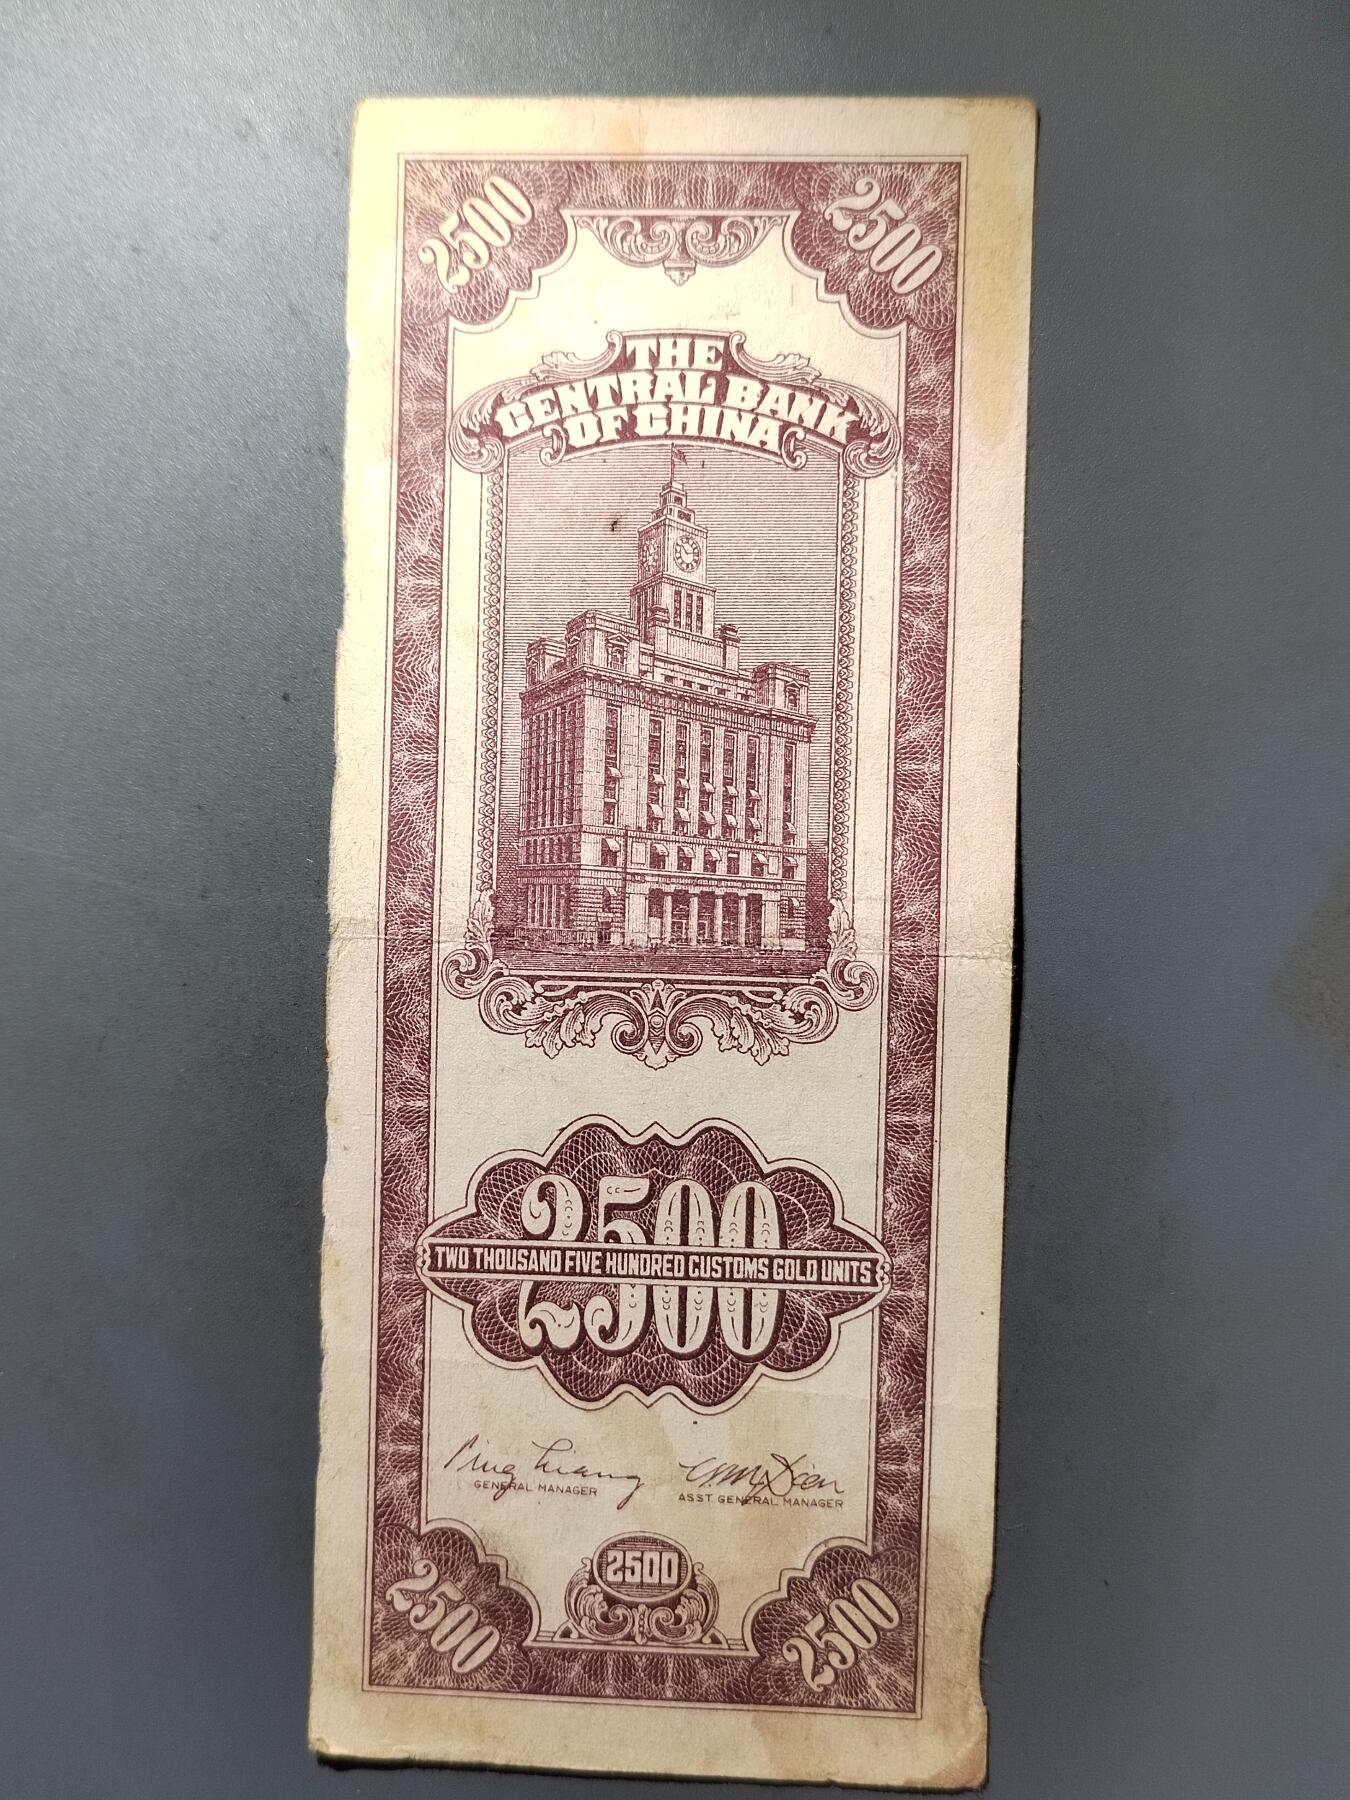 2500 2500
THE
CENTRAL BANK
OF CHINA
2500
TWO THOUSAND FIVE HUNDRED CUSTOMS GOLD UNITS
GENERAL MANAGER ASST. GENERAL MANAGER
2500
2500 2500